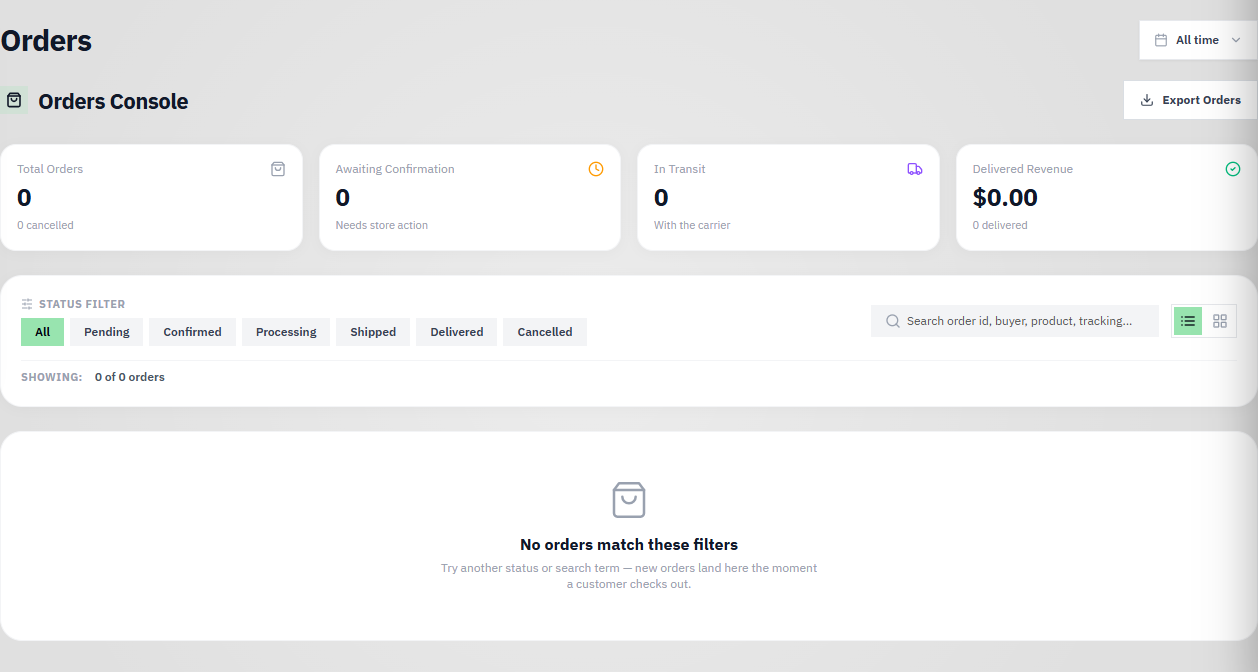 Orders
All time
Orders Console
Export Orders
Total Orders
0
0 cancelled
Awaiting Confirmation
0
Needs store action
In Transit
0
With the carrier
Delivered Revenue
$0.00
0 delivered
STATUS FILTER
All
Pending
Confirmed
Processing
Shipped
Delivered
Cancelled
Search order id, buyer, product, tracking...
SHOWING: 0 of 0 orders
No orders match these filters
Try another status or search term — new orders land here the moment
a customer checks out.